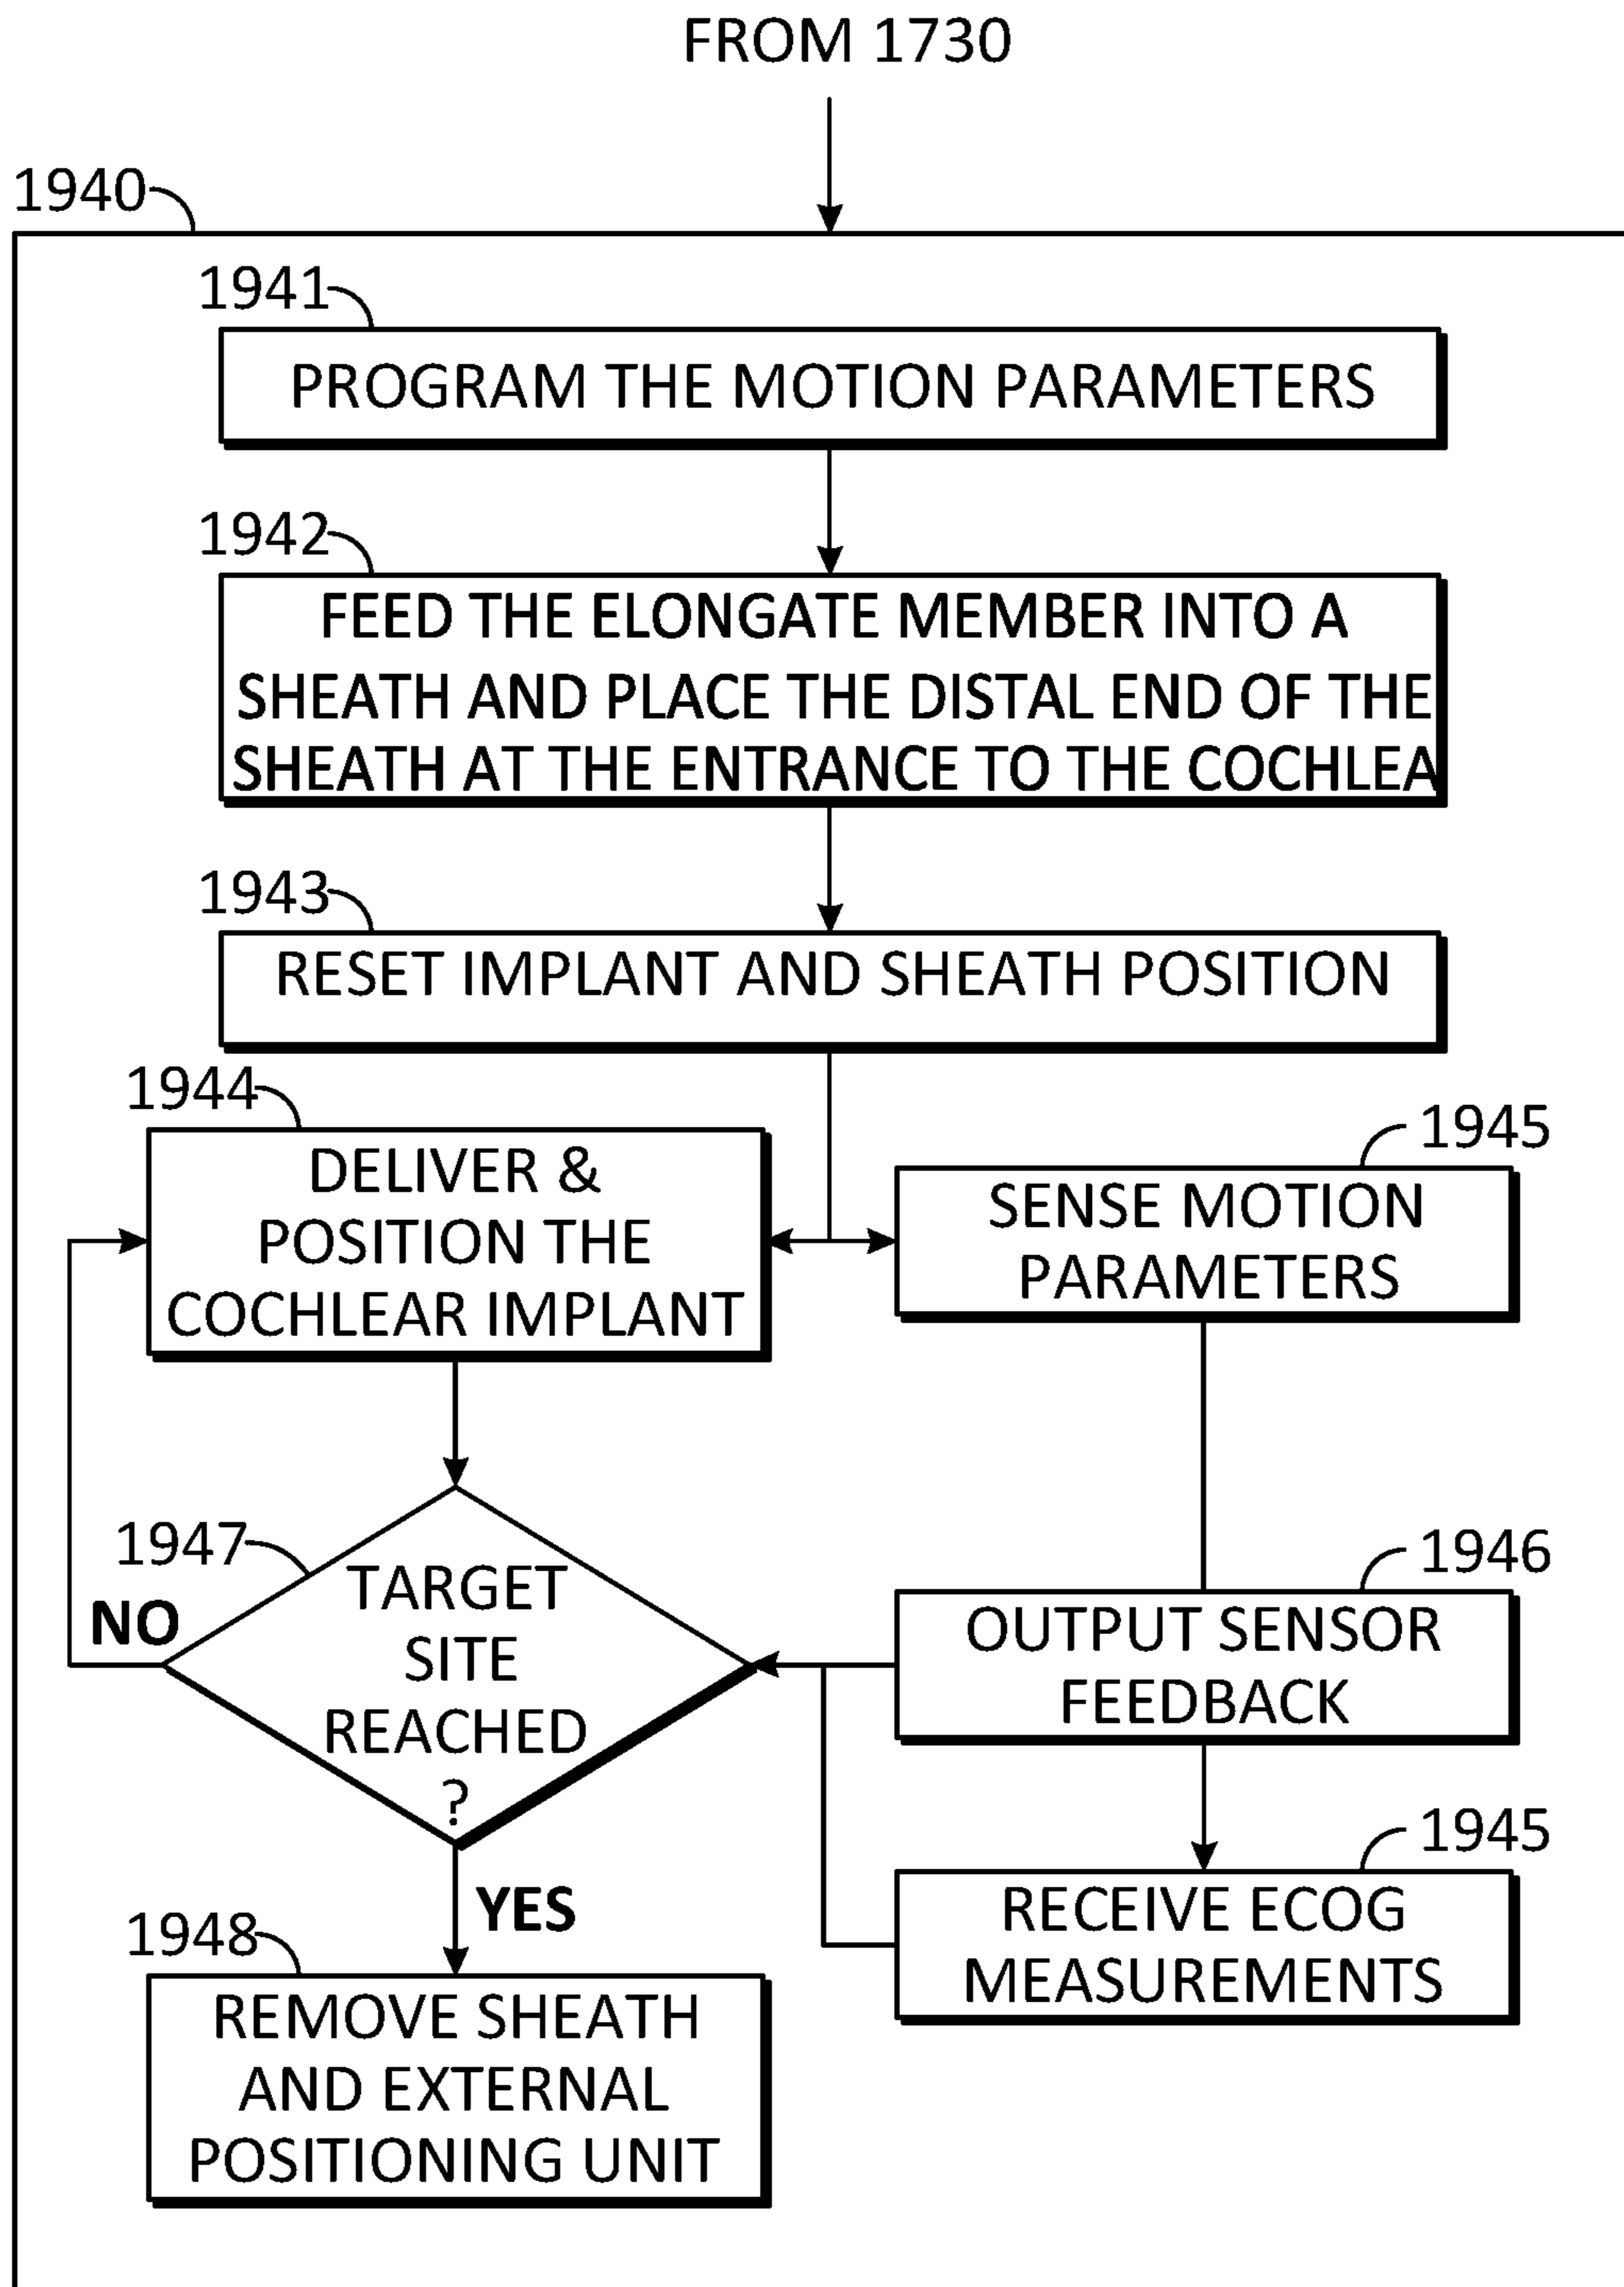 FROM 1730
1940
1941
PROGRAM THE MOTION PARAMETERS
1942
FEED THE ELONGATE MEMBER INTO A
SHEATH AND PLACE THE DISTAL END OF THE
SHEATH AT THE ENTRANCE TO THE COCHLEA
1943
RESET IMPLANT AND SHEATH POSITION
1944
DELIVER &
POSITION THE
COCHLEAR IMPLANT
1945
SENSE MOTION
PARAMETERS
1947
TARGET
SITE
REACHED
?
NO
YES
1946
OUTPUT SENSOR
FEEDBACK
1945
RECEIVE ECOG
MEASUREMENTS
1948
REMOVE SHEATH
AND EXTERNAL
POSITIONING UNIT